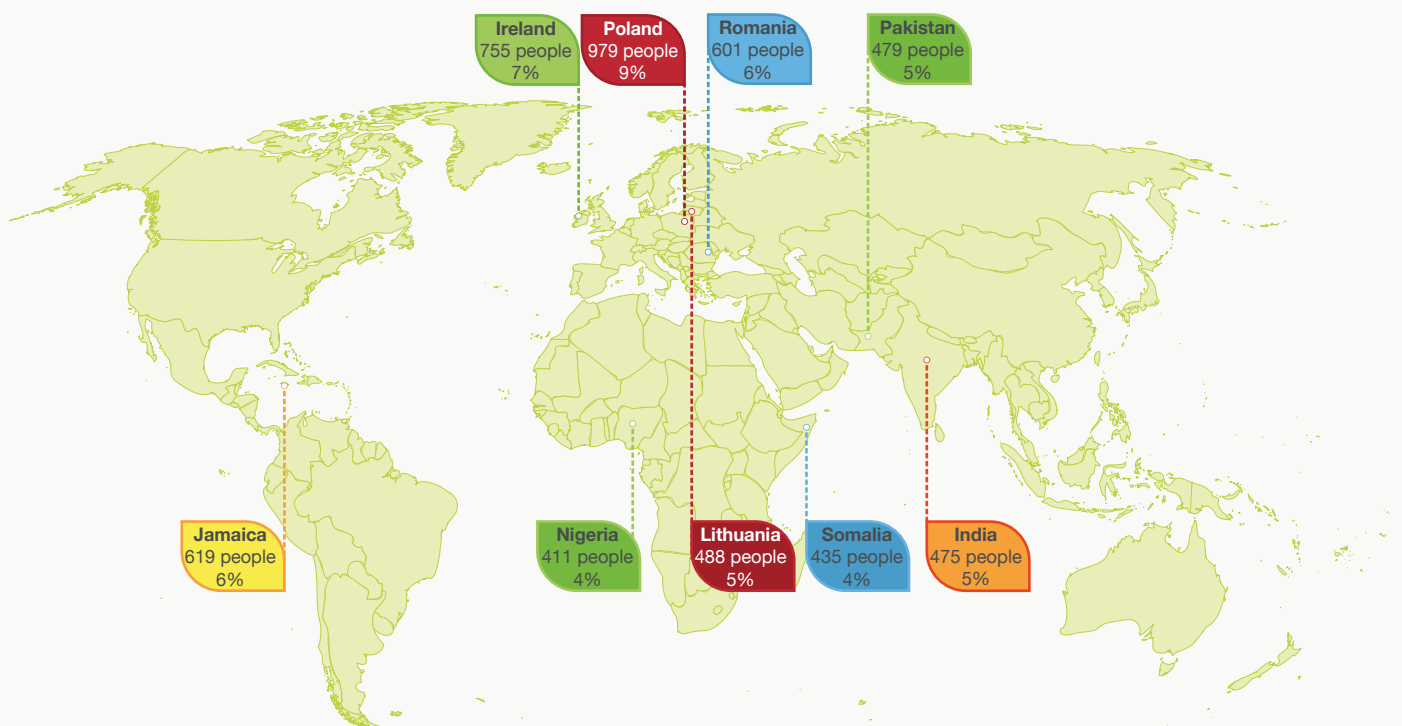 Ireland
755 people
7%
Poland
979 people
9%
Romania
601 people
6%
Pakistan
479 people
5%
Jamaica
619 people
6%
Nigeria
411 people
4%
Lithuania
488 people
5%
Somalia
435 people
4%
India
475 people
5%